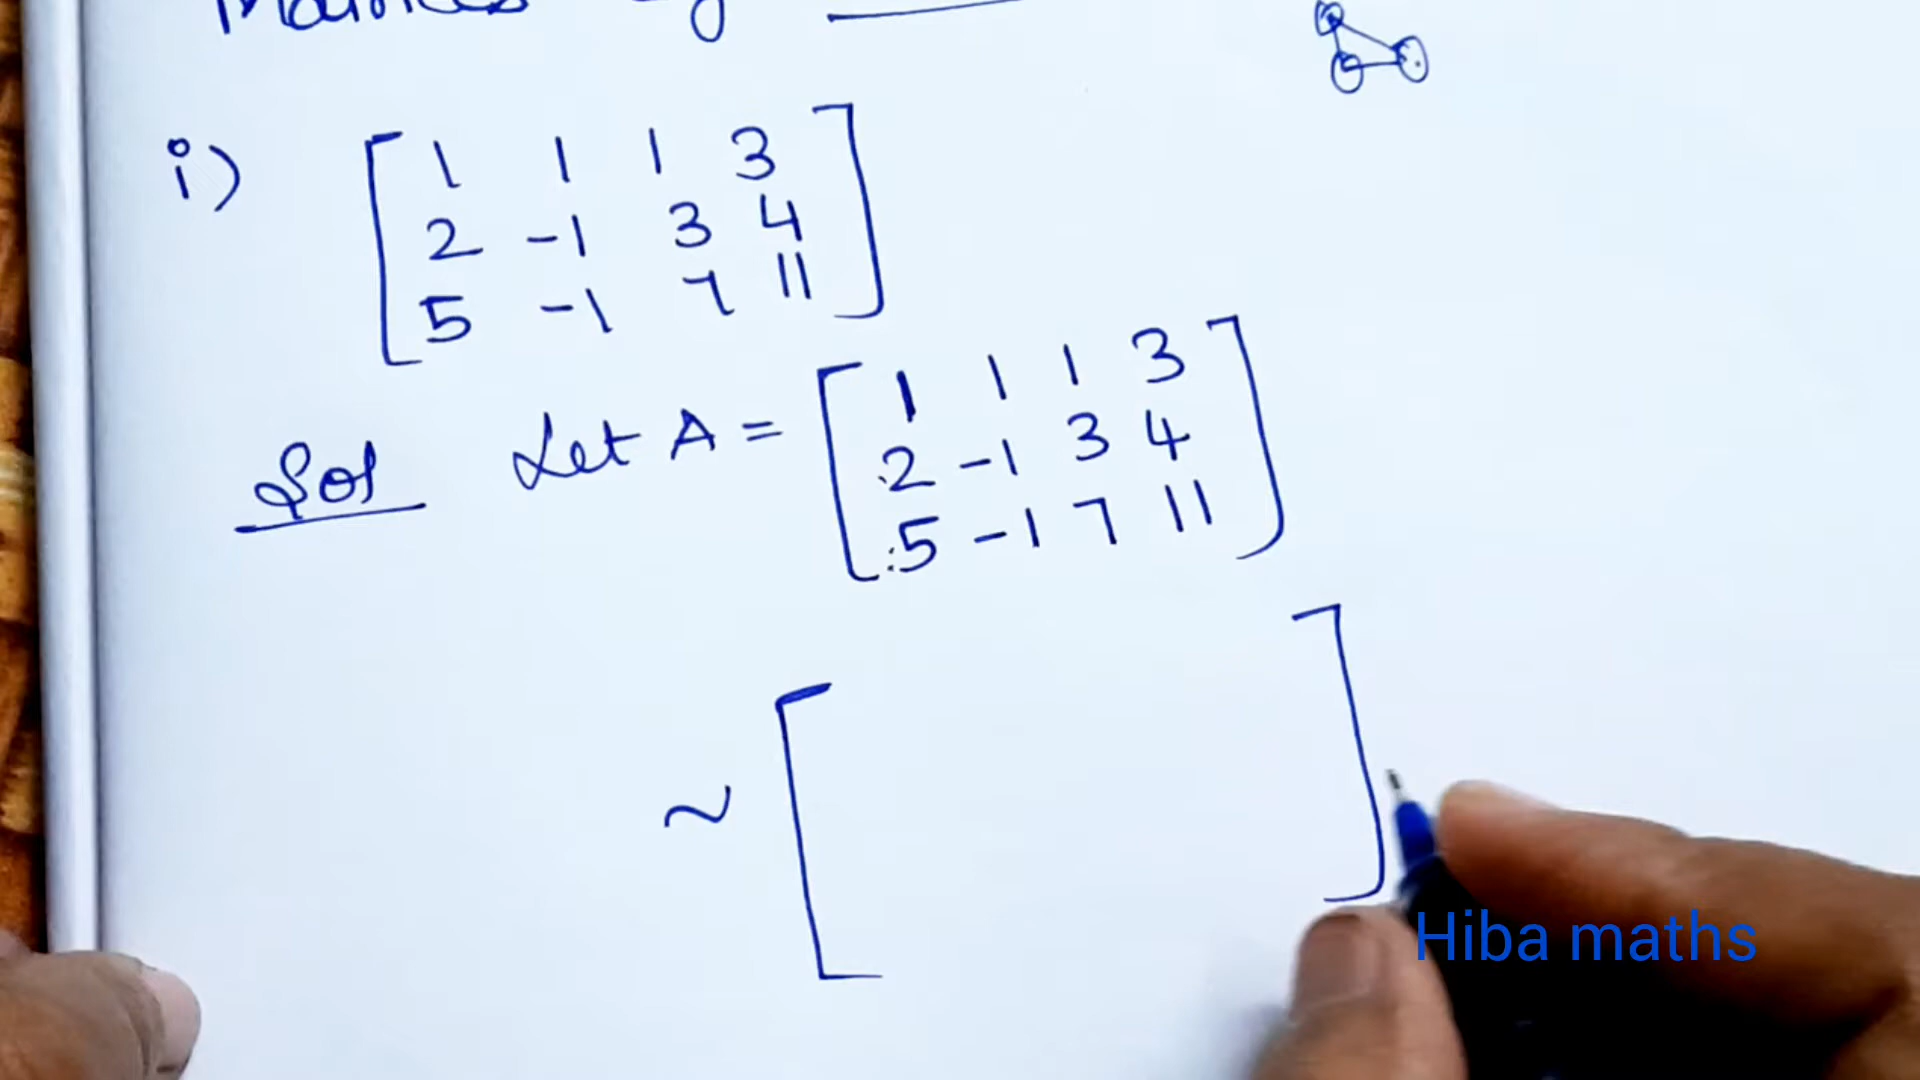 i) [ 1 1 1 3
2 -1 3 4
5 -1 7 11 ]
Sol Let A = [ 1 1 1 3
2 -1 3 4
5 -1 7 11 ]
~ [ ]
Hiba maths